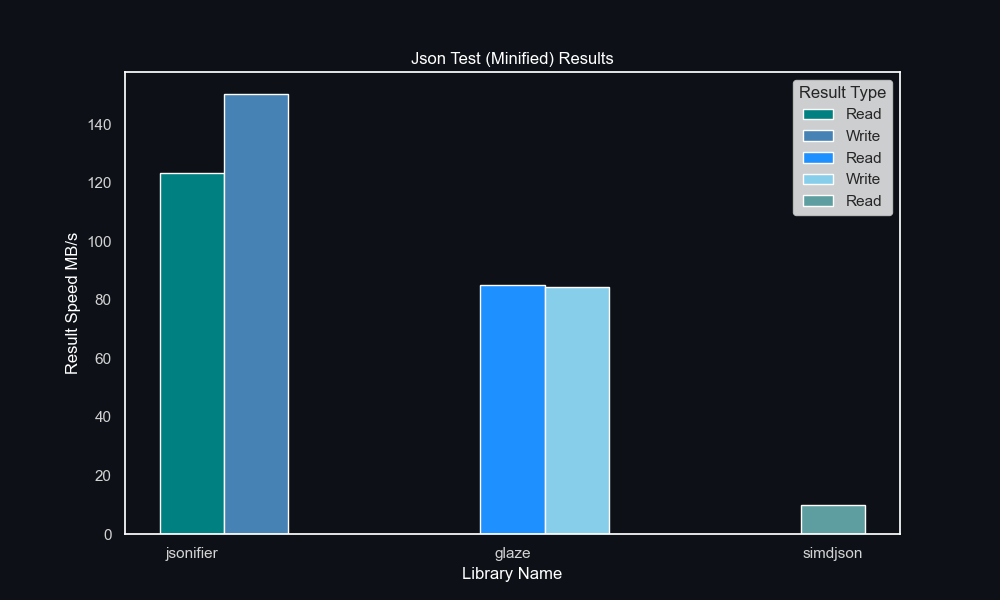 Json Test (Minified) Results
Result Type
Read
Write
Read
Write
Read
Result Speed MB/s
140
120
100
80
60
40
20
0
jsonifier glaze simdjson
Library Name